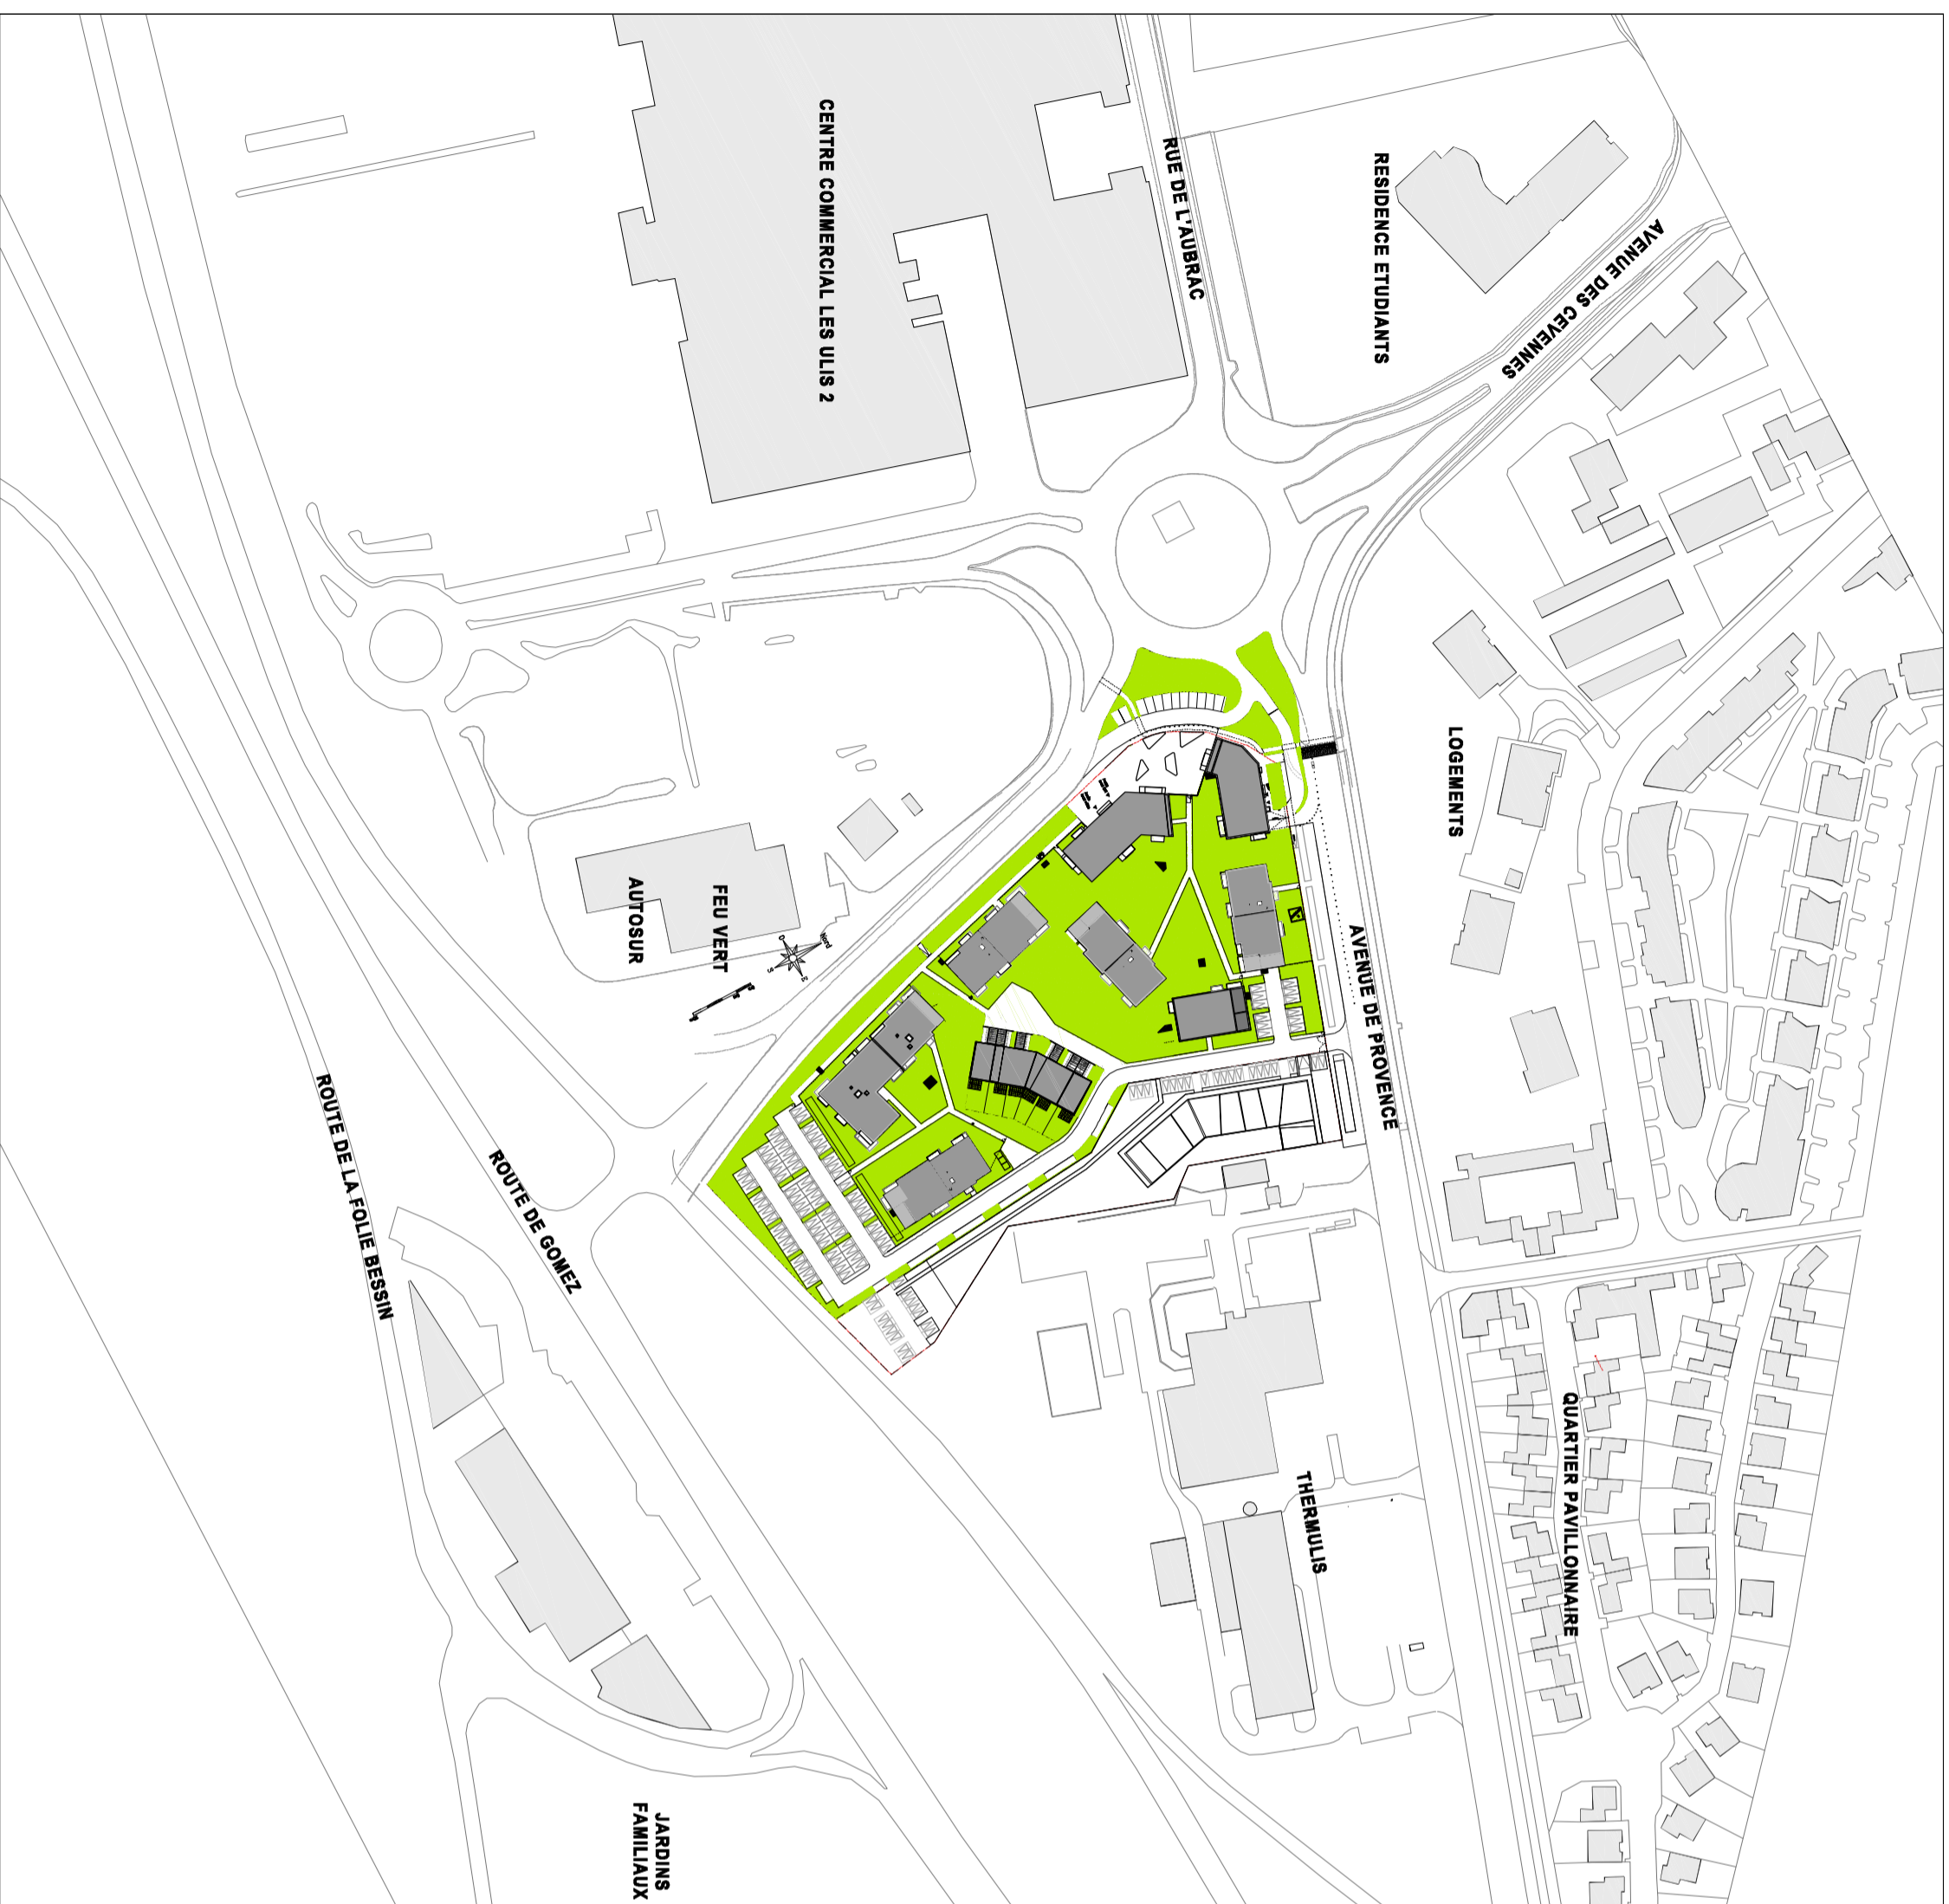 CENTRE COMMERCIAL LES ULIS 2
RUE DE L'AUBRAC
RESIDENCE ETUDIANTS
AVENUE DES CEVENNES
LOGEMENTS
AVENUE DE PROVENCE
FEU VERT
AUTOSUR
Nord
ROUTE DE LA FOLIE BESSIN
ROUTE DE GOMEZ
THERMULIS
QUARTIER PAVILLONNAIRE
JARDINS
FAMILIAUX